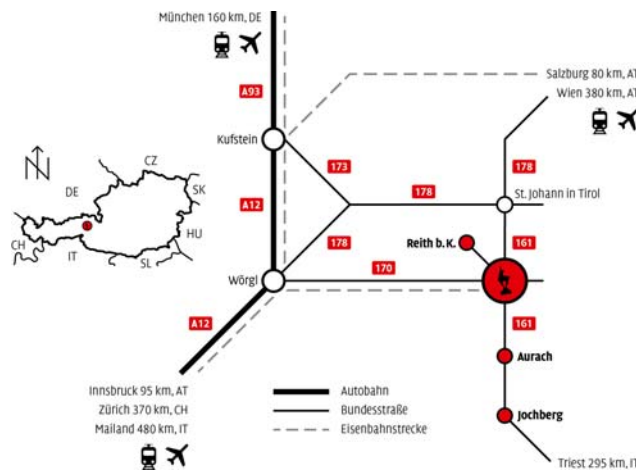 München 160 km, DE
Salzburg 80 km, AT
Wien 380 km, AT
A93
Kufstein
N
CZ
DE
SK
HU
CH
IT
SL
173
178
178
St. Johann in Tirol
A12
178
Reith b. K.
161
Wörgl
170
A12
161
Aurach
Innsbruck 95 km, AT
Zürich 370 km, CH
Mailand 480 km, IT
Autobahn
Bundesstraße
Eisenbahnstrecke
Jochberg
Triest 295 km, IT